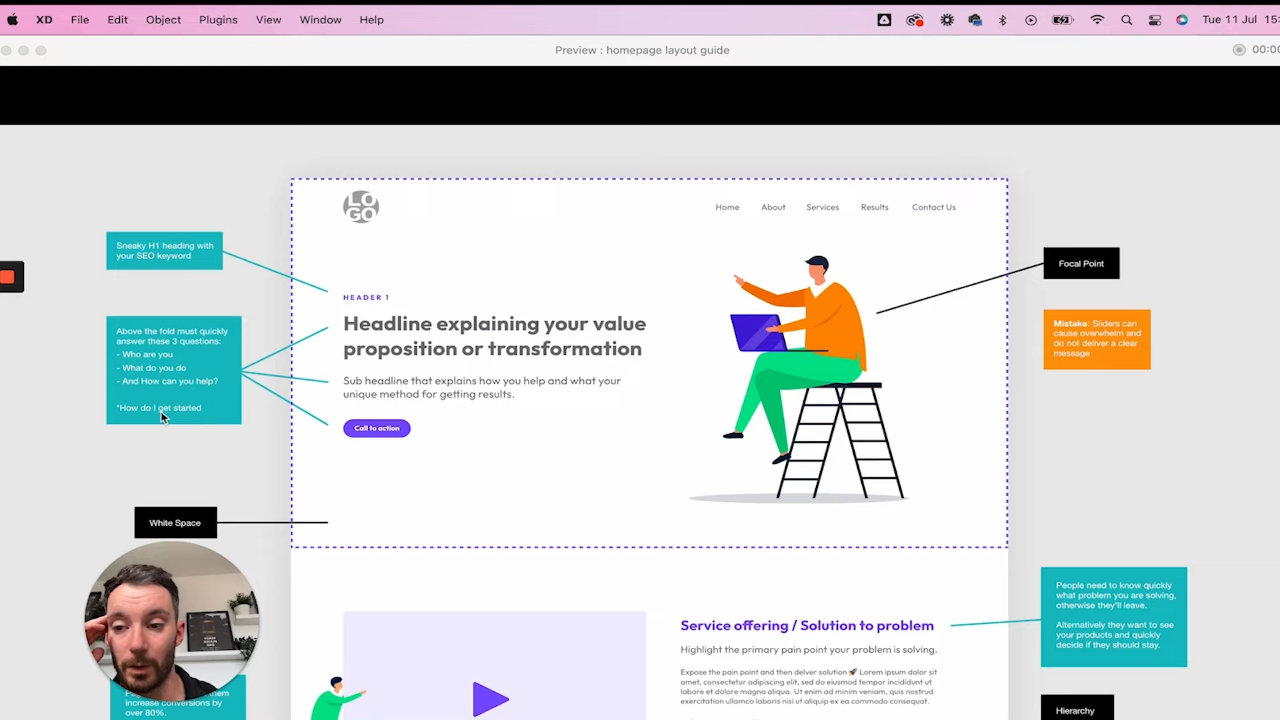 XD File Edit Object Plugins View Window Help
Tue 11 Jul
Preview : homepage layout guide
LO
GO
Home About Services Results Contact Us
Sneaky H1 heading with
your SEO keyword
Focal Point
HEADER 1
Headline explaining your value
proposition or transformation
Sub headline that explains how you help and what your
unique method for getting results.
Call to action
Above the fold must quickly
answer these 3 questions:
- Who are you
- What do you do
- And How can you help?
*How do I get started
Mistake: Sliders can
cause overwhelm and
do not deliver a clear
message
White Space
People need to know quickly
what problem you are solving,
otherwise they'll leave.
Alternatively they want to see
your products and quickly
decide if they should stay.
Service offering / Solution to problem
Highlight the primary pain point your problem is solving.
Expose the pain point and then delver solution 🚀 Lorem ipsum dolor sit
amet, consectetur adipiscing elit, sed do eiusmod tempor incididunt ut
labore et dolore magna aliqua. Ut enim ad minim veniam, quis nostrud
exercitation ullamco laboris nisi ut aliquip ex ea commodo consequat.
increase conversions by
over 80%.
Hierarchy